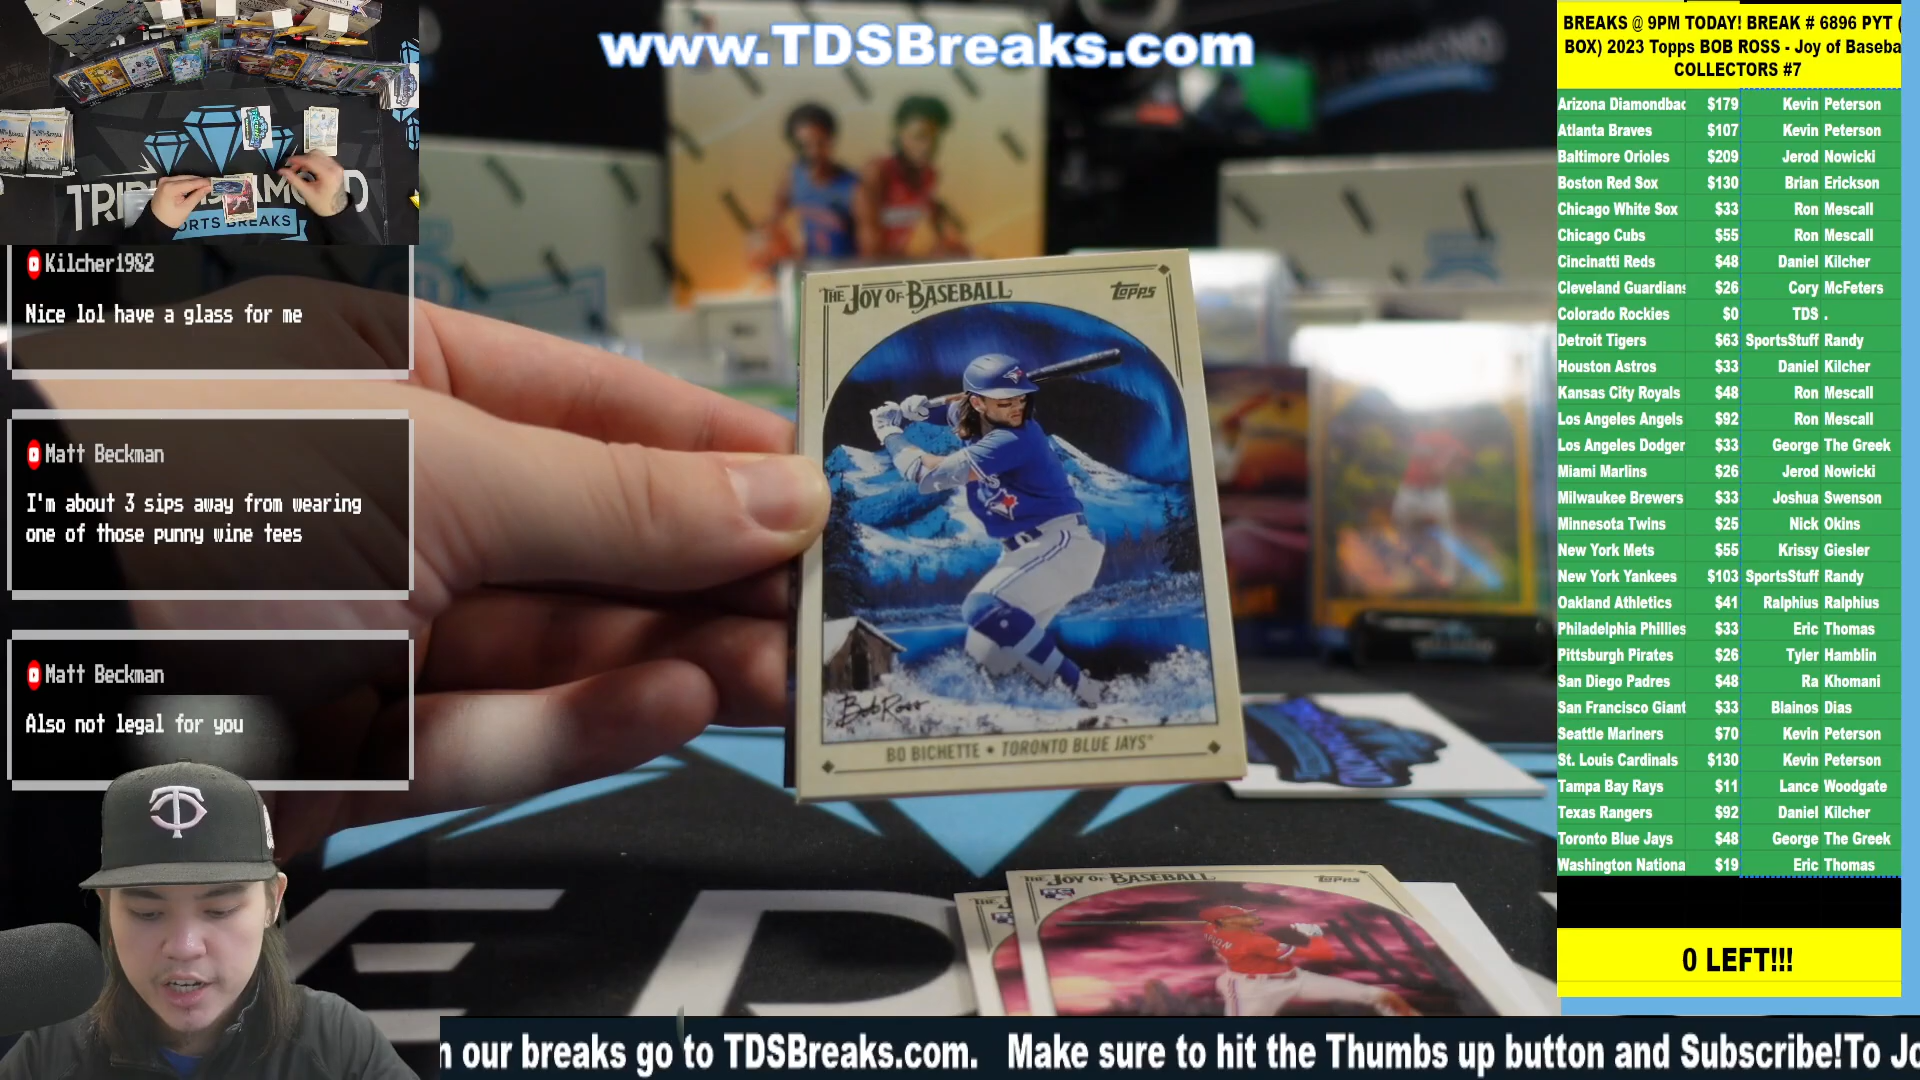 www.TDSBreaks.com
TRIPLE DIAMOND
SPORTS BREAKS
Kilcher1982
Nice lol have a glass for me
Matt Beckman
I'm about 3 sips away from wearing
one of those punny wine tees
Matt Beckman
Also not legal for you
TC
THE JOY OF BASEBALL
topps
Bob Ross
BO BICHETTE • TORONTO BLUE JAYS
THE JOY OF BASEBALL
topps
RC
BREAKS @ 9PM TODAY! BREAK # 6896 PYT (
BOX) 2023 Topps BOB ROSS - Joy of Baseba
COLLECTORS #7
Arizona Diamondbac $179 Kevin Peterson
Atlanta Braves $107 Kevin Peterson
Baltimore Orioles $209 Jerod Nowicki
Boston Red Sox $130 Brian Erickson
Chicago White Sox $33 Ron Mescall
Chicago Cubs $55 Ron Mescall
Cincinatti Reds $48 Daniel Kilcher
Cleveland Guardians $26 Cory McFeters
Colorado Rockies $0 TDS .
Detroit Tigers $63 SportsStuff Randy
Houston Astros $33 Daniel Kilcher
Kansas City Royals $48 Ron Mescall
Los Angeles Angels $92 Ron Mescall
Los Angeles Dodger $33 George The Greek
Miami Marlins $26 Jerod Nowicki
Milwaukee Brewers $33 Joshua Swenson
Minnesota Twins $25 Nick Okins
New York Mets $55 Krissy Giesler
New York Yankees $103 SportsStuff Randy
Oakland Athletics $41 Ralphius Ralphius
Philadelphia Phillies $33 Eric Thomas
Pittsburgh Pirates $26 Tyler Hamblin
San Diego Padres $48 Ra Khomani
San Francisco Giant $33 Blainos Dias
Seattle Mariners $70 Kevin Peterson
St. Louis Cardinals $130 Kevin Peterson
Tampa Bay Rays $11 Lance Woodgate
Texas Rangers $92 Daniel Kilcher
Toronto Blue Jays $48 George The Greek
Washington Nationa $19 Eric Thomas
0 LEFT!!!
n our breaks go to TDSBreaks.com. Make sure to hit the Thumbs up button and Subscribe!To Jo